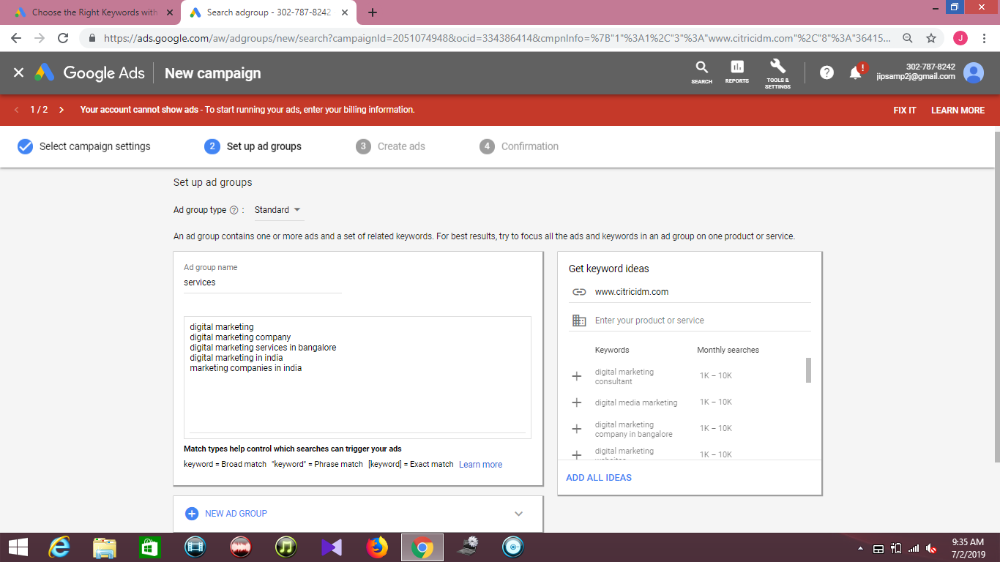 Choose the Right Keywords with
Search adgroup - 302-787-8242
https://ads.google.com/aw/adgroups/new/search?campaignId=2051074948&ocid=334386414&cmpnInfo=%7B"1"%3A1%2C"3"%3A"www.citricidm.com"%2C"8"%3A"36415...
J
Google Ads
New campaign
SEARCH
REPORTS
TOOLS &
SETTINGS
?
!
302-787-8242
jipsamp2j@gmail.com
1 / 2
Your account cannot show ads - To start running your ads, enter your billing information.
FIX IT
LEARN MORE
Select campaign settings
2 Set up ad groups
3 Create ads
4 Confirmation
Set up ad groups
Ad group type ? : Standard
An ad group contains one or more ads and a set of related keywords. For best results, try to focus all the ads and keywords in an ad group on one product or service.
Ad group name
services
digital marketing
digital marketing company
digital marketing services in bangalore
digital marketing in india
marketing companies in india
Match types help control which searches can trigger your ads
keyword = Broad match "keyword" = Phrase match [keyword] = Exact match Learn more
NEW AD GROUP
Get keyword ideas
www.citricidm.com
Enter your product or service
Keywords Monthly searches
digital marketing
consultant
1K – 10K
digital media marketing 1K – 10K
digital marketing
company in bangalore
1K – 10K
digital marketing
websites
1K – 10K
ADD ALL IDEAS
9:35 AM
7/2/2019